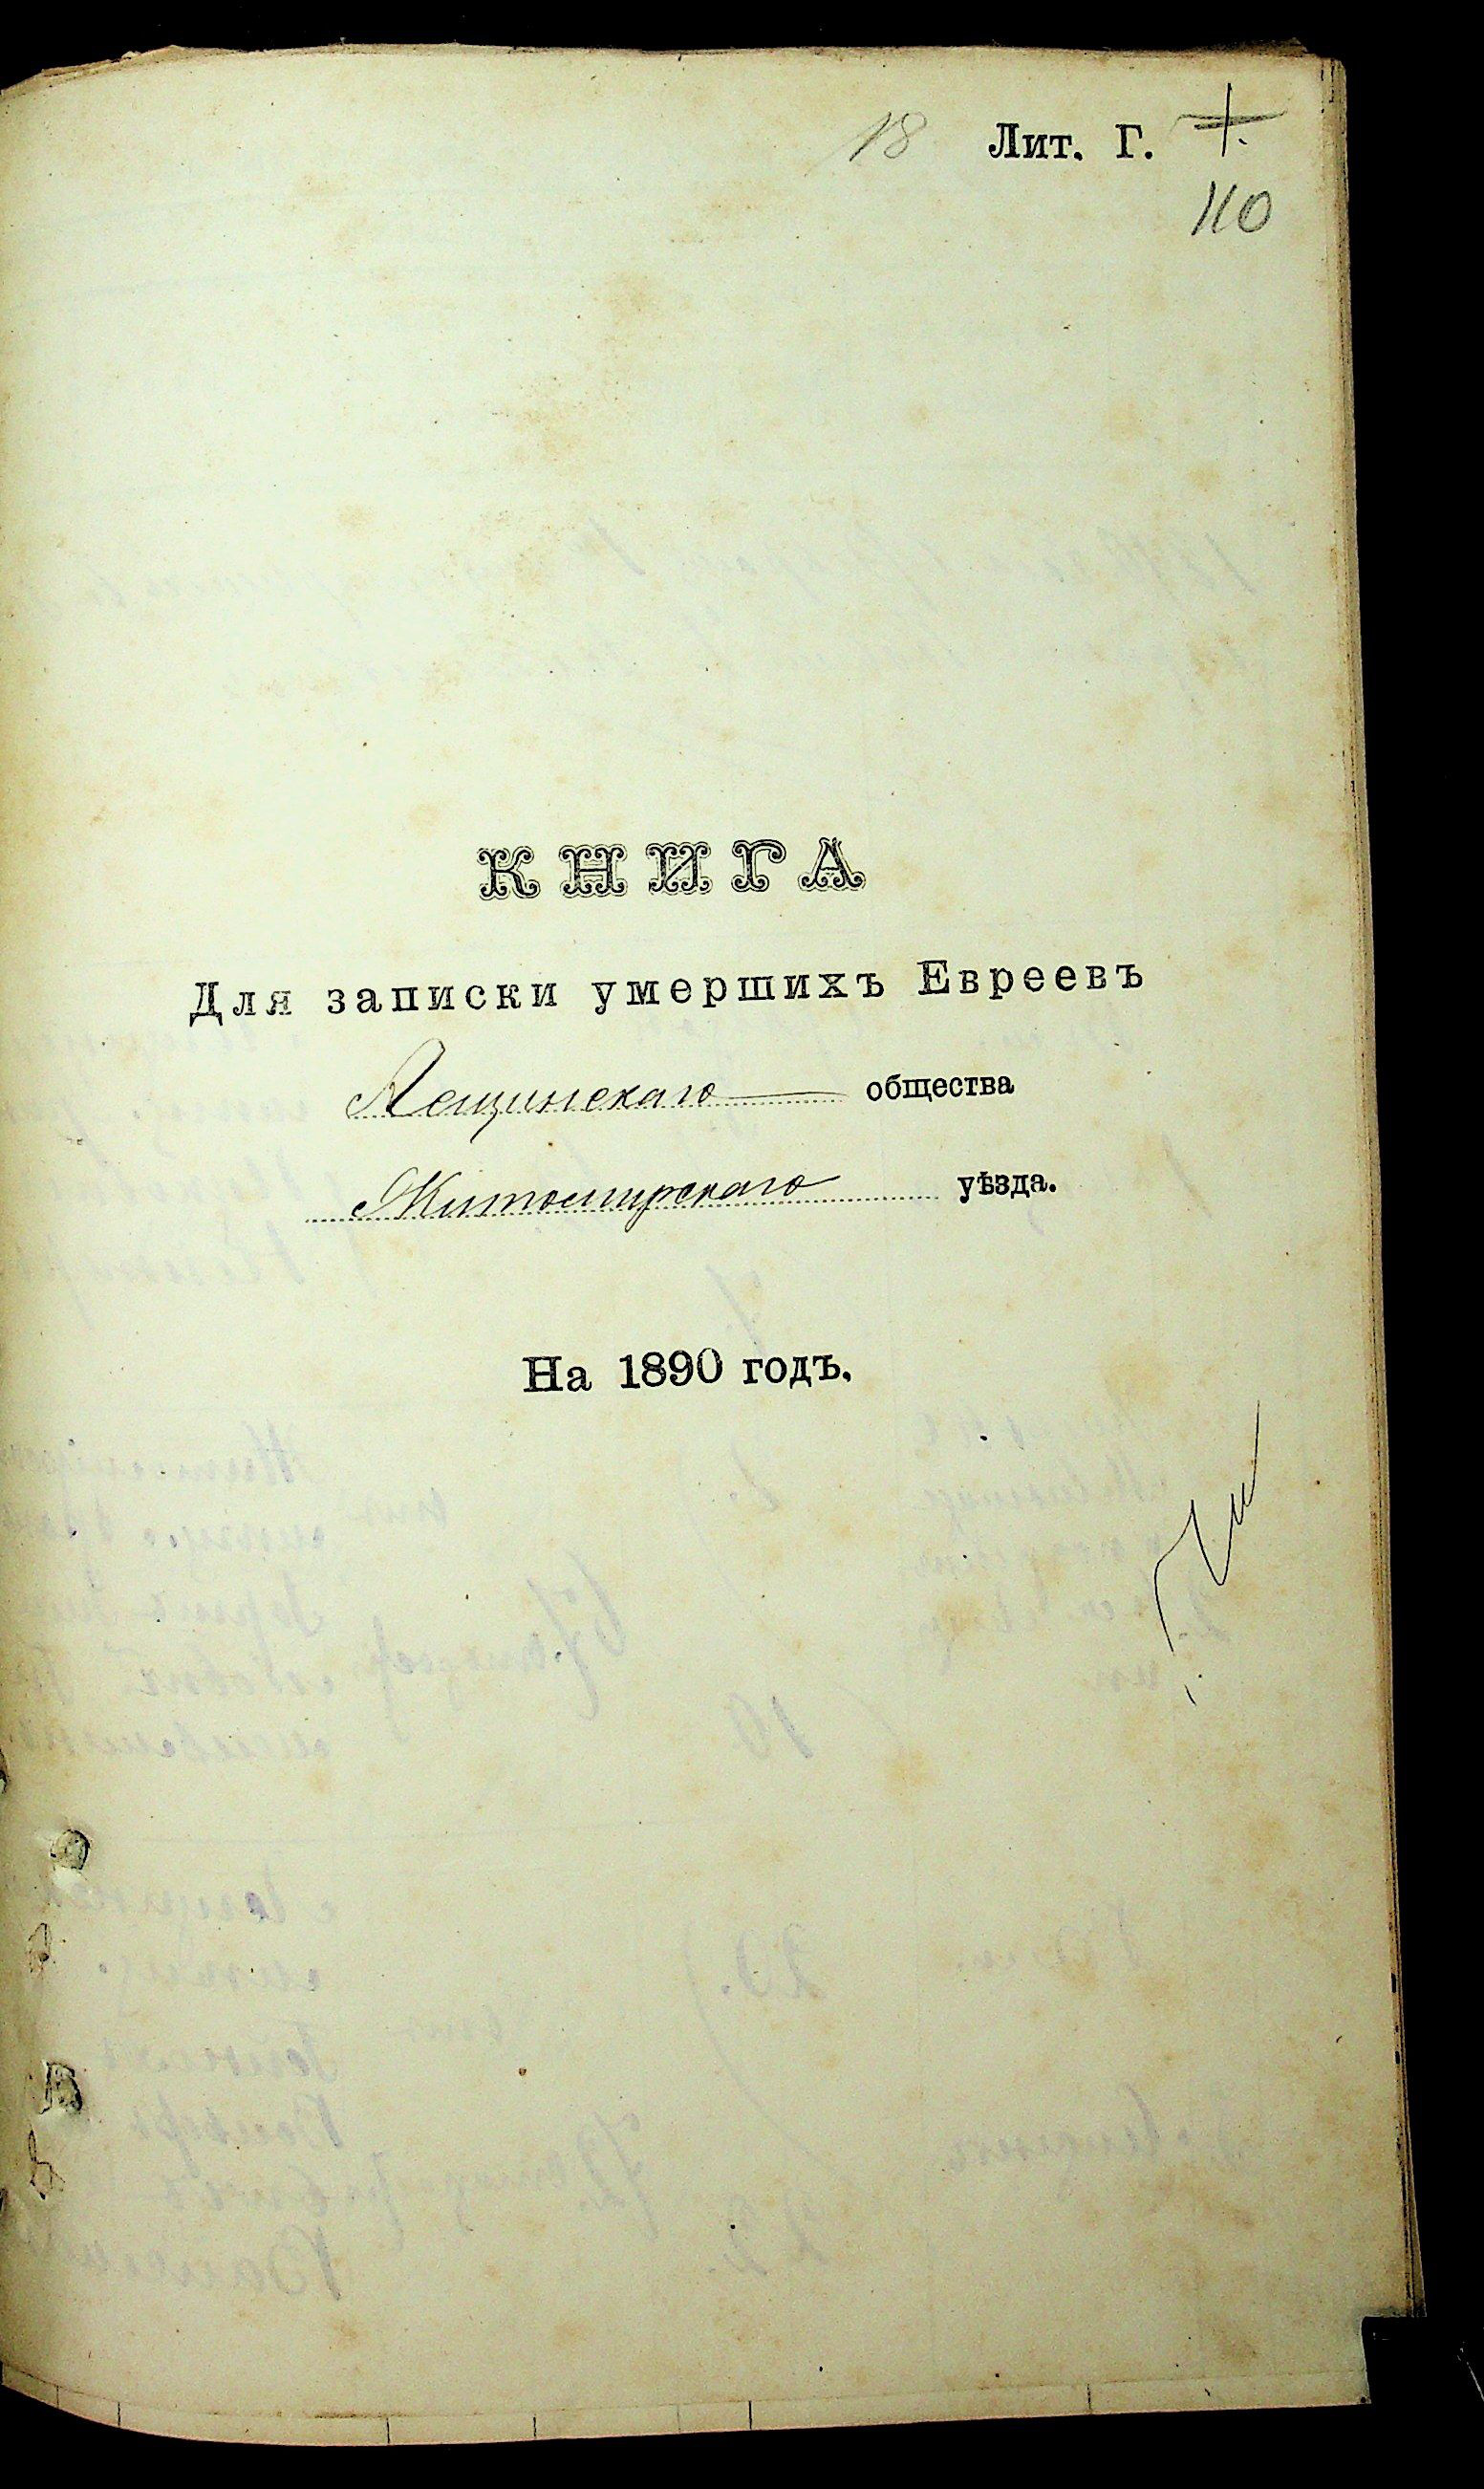 18 Лит. Г.
110
КНИГА
Для записки умершихъ Евреевъ
Лещинскаго общества
Житомирскаго уѣзда.
На 1890 годъ.